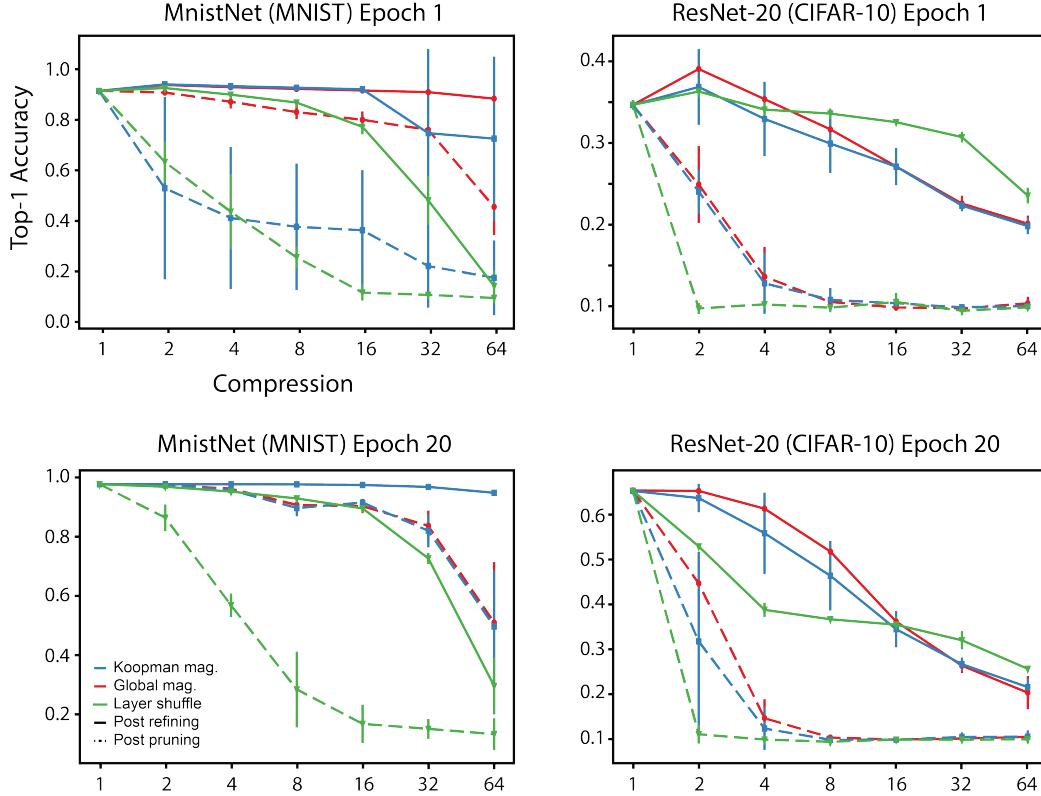 MnistNet (MNIST) Epoch 1
1.0
0.8
0.6
0.4
0.2
0.0
Top-1 Accuracy
1 2 4 8 16 32 64
Compression
ResNet-20 (CIFAR-10) Epoch 1
0.4
0.3
0.2
0.1
1 2 4 8 16 32 64
MnistNet (MNIST) Epoch 20
1.0
0.8
0.6
0.4
0.2
Koopman mag.
Global mag.
Layer shuffle
Post refining
Post pruning
1 2 4 8 16 32 64
ResNet-20 (CIFAR-10) Epoch 20
0.6
0.5
0.4
0.3
0.2
0.1
1 2 4 8 16 32 64